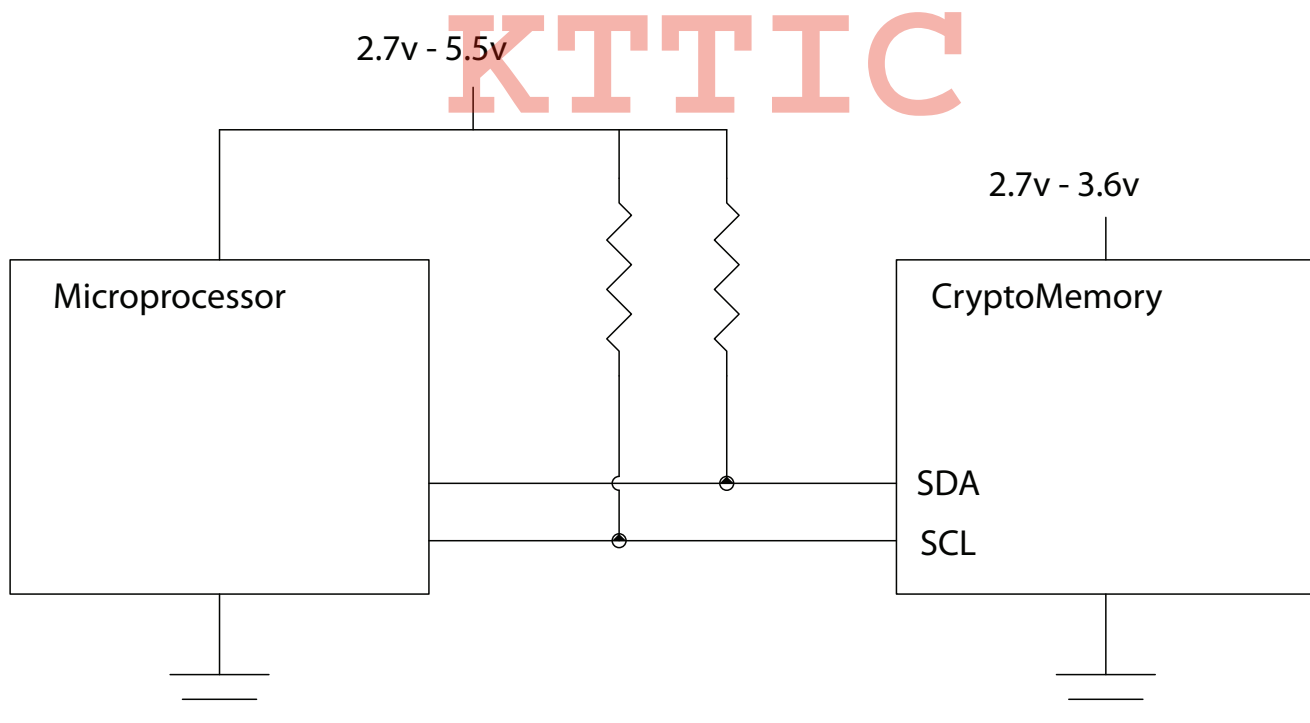 KTTIC
2.7v - 5.5v
2.7v - 3.6v
Microprocessor
CryptoMemory
SDA
SCL